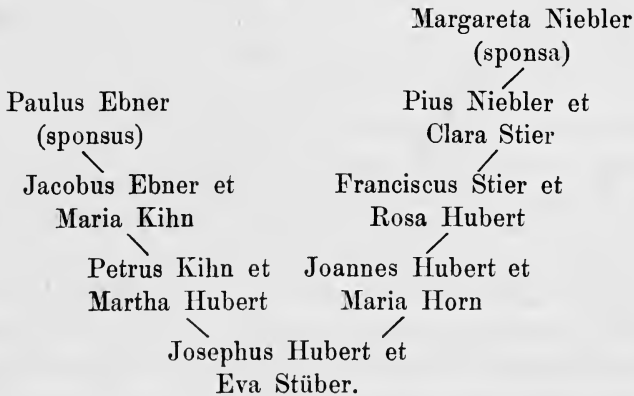 Margareta Niebler
(sponsa)
Paulus Ebner
(sponsus)
Pius Niebler et
Clara Stier
Jacobus Ebner et
Maria Kihn
Franciscus Stier et
Rosa Hubert
Petrus Kihn et
Martha Hubert
Joannes Hubert et
Maria Horn
Josephus Hubert et
Eva Stüber.